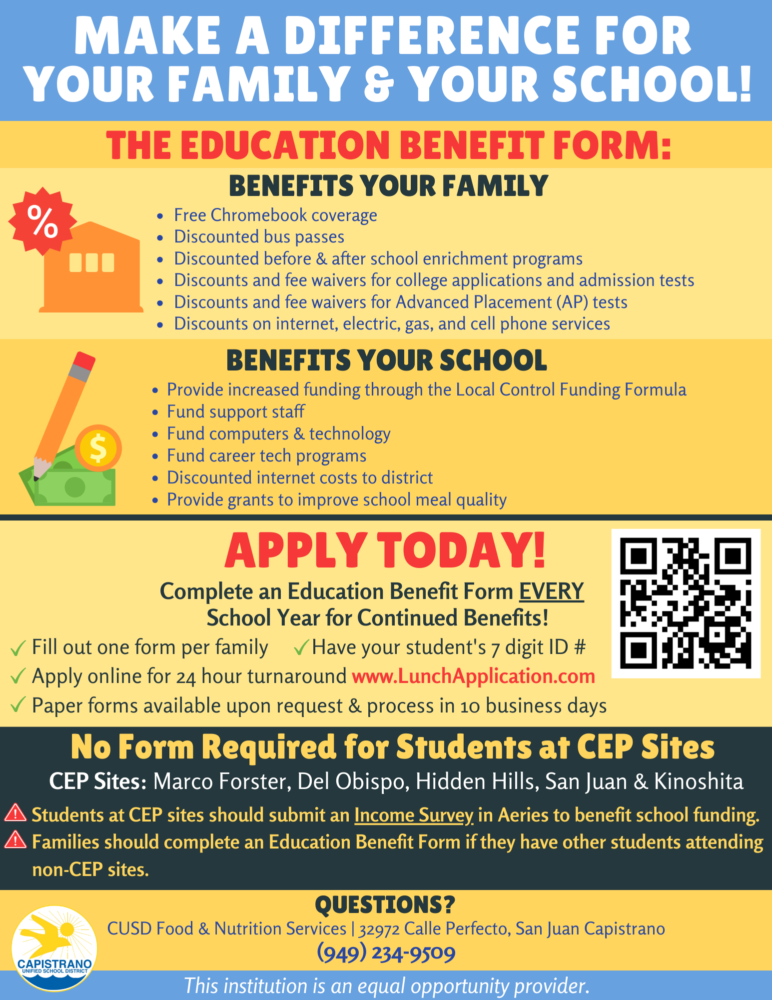 MAKE A DIFFERENCE FOR
YOUR FAMILY & YOUR SCHOOL!
THE EDUCATION BENEFIT FORM:
BENEFITS YOUR FAMILY
%
• Free Chromebook coverage
• Discounted bus passes
• Discounted before & after school enrichment programs
• Discounts and fee waivers for college applications and admission tests
• Discounts and fee waivers for Advanced Placement (AP) tests
• Discounts on internet, electric, gas, and cell phone services
BENEFITS YOUR SCHOOL
• Provide increased funding through the Local Control Funding Formula
• Fund support staff
• Fund computers & technology
• Fund career tech programs
• Discounted internet costs to district
• Provide grants to improve school meal quality
$
APPLY TODAY!
Complete an Education Benefit Form EVERY
School Year for Continued Benefits!
✓ Fill out one form per family ✓ Have your student's 7 digit ID #
✓ Apply online for 24 hour turnaround www.LunchApplication.com
✓ Paper forms available upon request & process in 10 business days
No Form Required for Students at CEP Sites
CEP Sites: Marco Forster, Del Obispo, Hidden Hills, San Juan & Kinoshita
Students at CEP sites should submit an Income Survey in Aeries to benefit school funding.
Families should complete an Education Benefit Form if they have other students attending
non-CEP sites.
QUESTIONS?
CUSD Food & Nutrition Services | 32972 Calle Perfecto, San Juan Capistrano
(949) 234-9509
CAPISTRANO
UNIFIED SCHOOL DISTRICT
This institution is an equal opportunity provider.